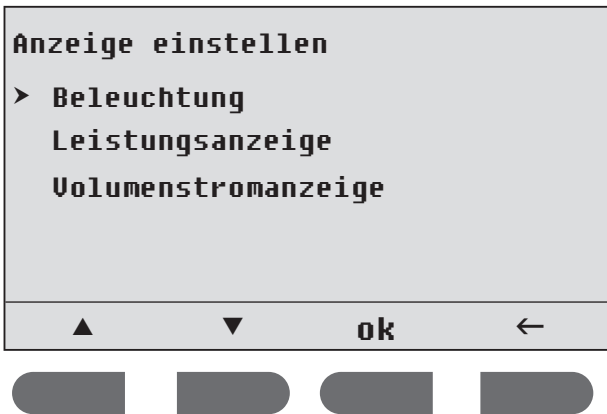 Anzeige einstellen
➤ Beleuchtung
Leistungsanzeige
Volumenstromanzeige
▲ ▼ ok ←